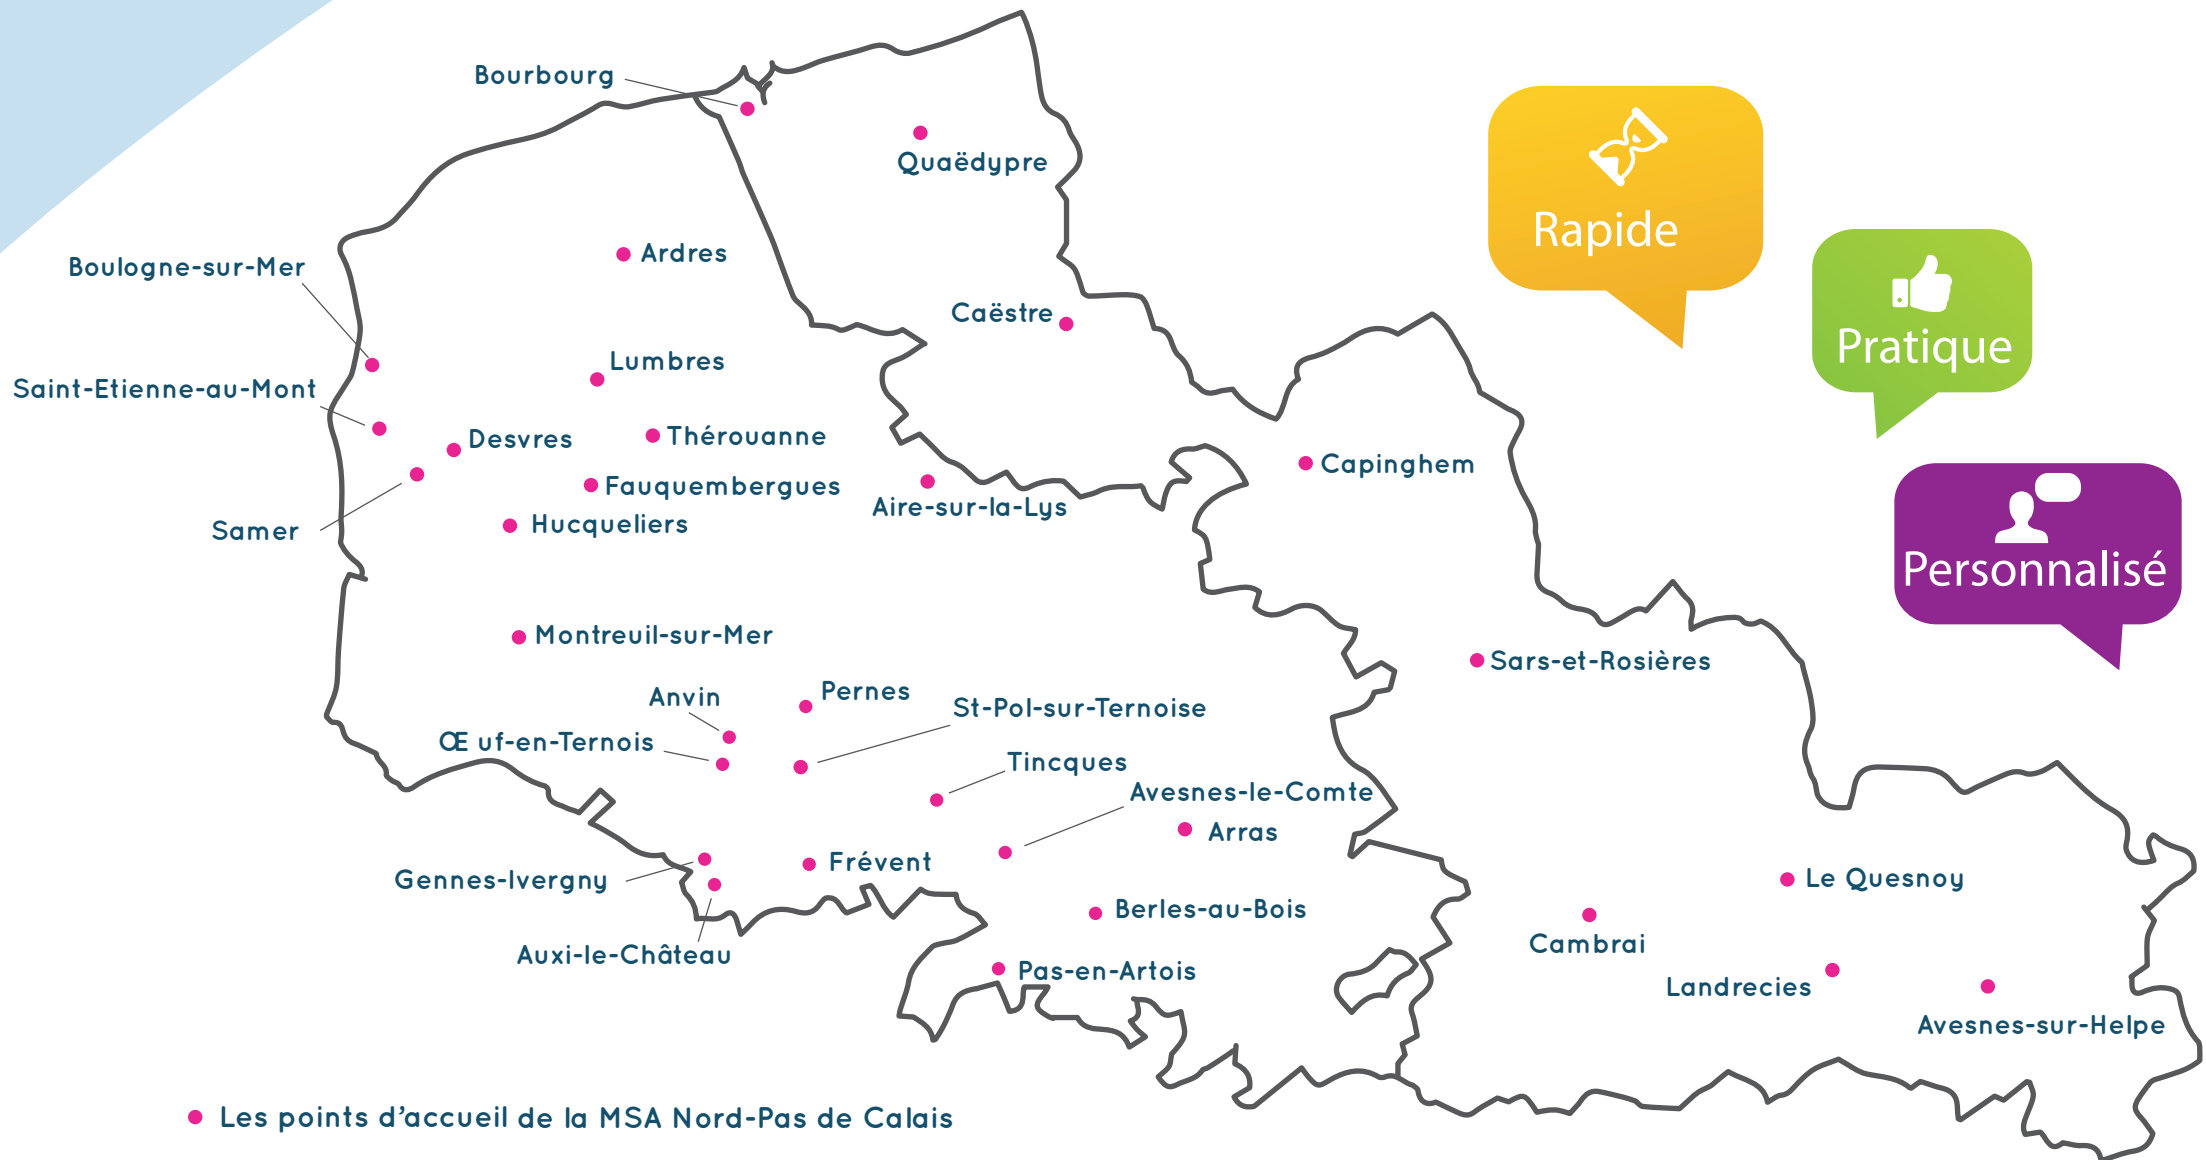 Bourbourg
Quaëdypre
Rapide
Ardres
Boulogne-sur-Mer
Caëstre
Pratique
Lumbres
Saint-Etienne-au-Mont
Desvres
Thérouanne
Capinghem
Fauquembergues
Aire-sur-la-Lys
Hucqueliers
Samer
Personnalisé
Montreuil-sur-Mer
Sars-et-Rosières
Anvin
Pernes
St-Pol-sur-Ternoise
Œ uf-en-Ternois
Tincques
Avesnes-le-Comte
Arras
Frévent
Gennes-Ivergny
Le Quesnoy
Berles-au-Bois
Cambrai
Auxi-le-Château
Pas-en-Artois
Landrecies
Avesnes-sur-Helpe
Les points d'accueil de la MSA Nord-Pas de Calais